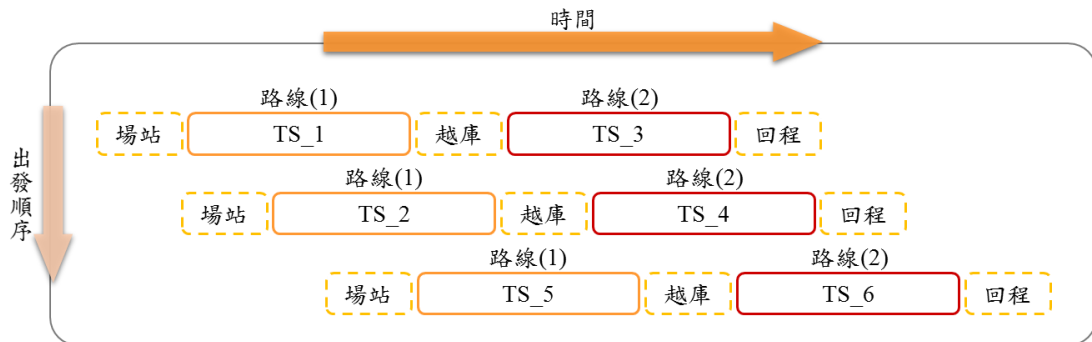 時間
出發順序
路線(1) 路線(2)
場站 TS_1 越庫 TS_3 回程
路線(1) 路線(2)
場站 TS_2 越庫 TS_4 回程
路線(1) 路線(2)
場站 TS_5 越庫 TS_6 回程